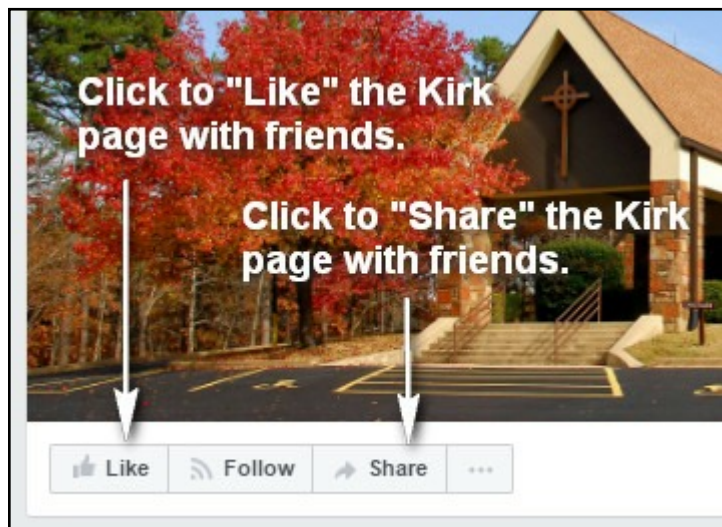 Click to "Like" the Kirk
page with friends.
Click to "Share" the Kirk
page with friends.
Like Follow Share ...